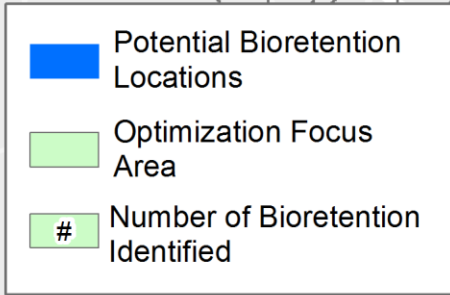 Potential Bioretention
Locations
Optimization Focus
Area
# Number of Bioretention
Identified